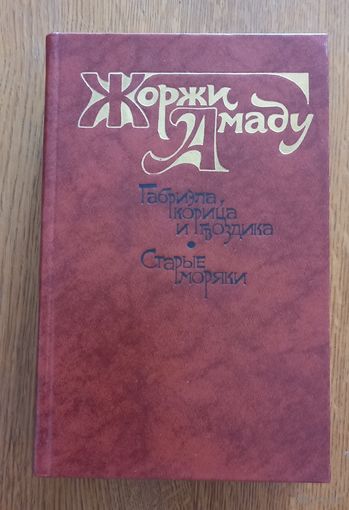 Жоржи
Амаду
Габриэла
корица
и гвоздика
•
Старые
моряки